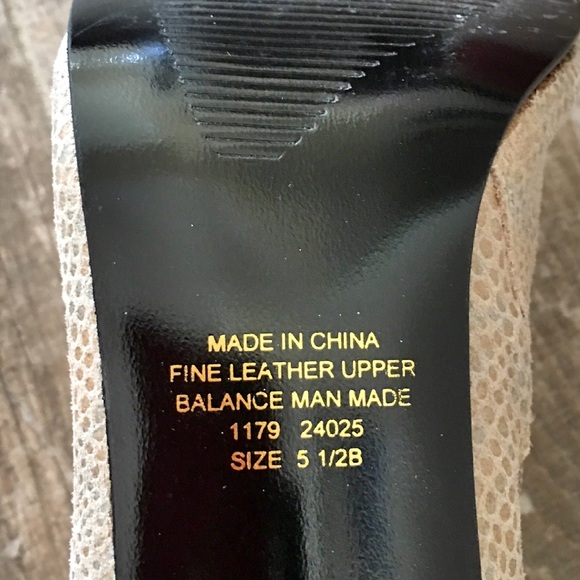 MADE IN CHINA
FINE LEATHER UPPER
BALANCE MAN MADE
1179 24025
SIZE 5 1/2B